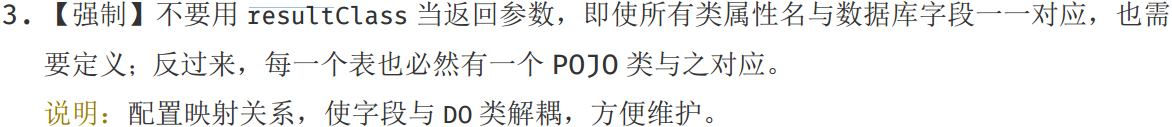 3. 【强制】不要用 resultClass 当返回参数，即使所有类属性名与数据库字段一一对应，也需
要定义；反过来，每一个表也必然有一个 POJO 类与之对应。
说明：配置映射关系，使字段与 DO 类解耦，方便维护。